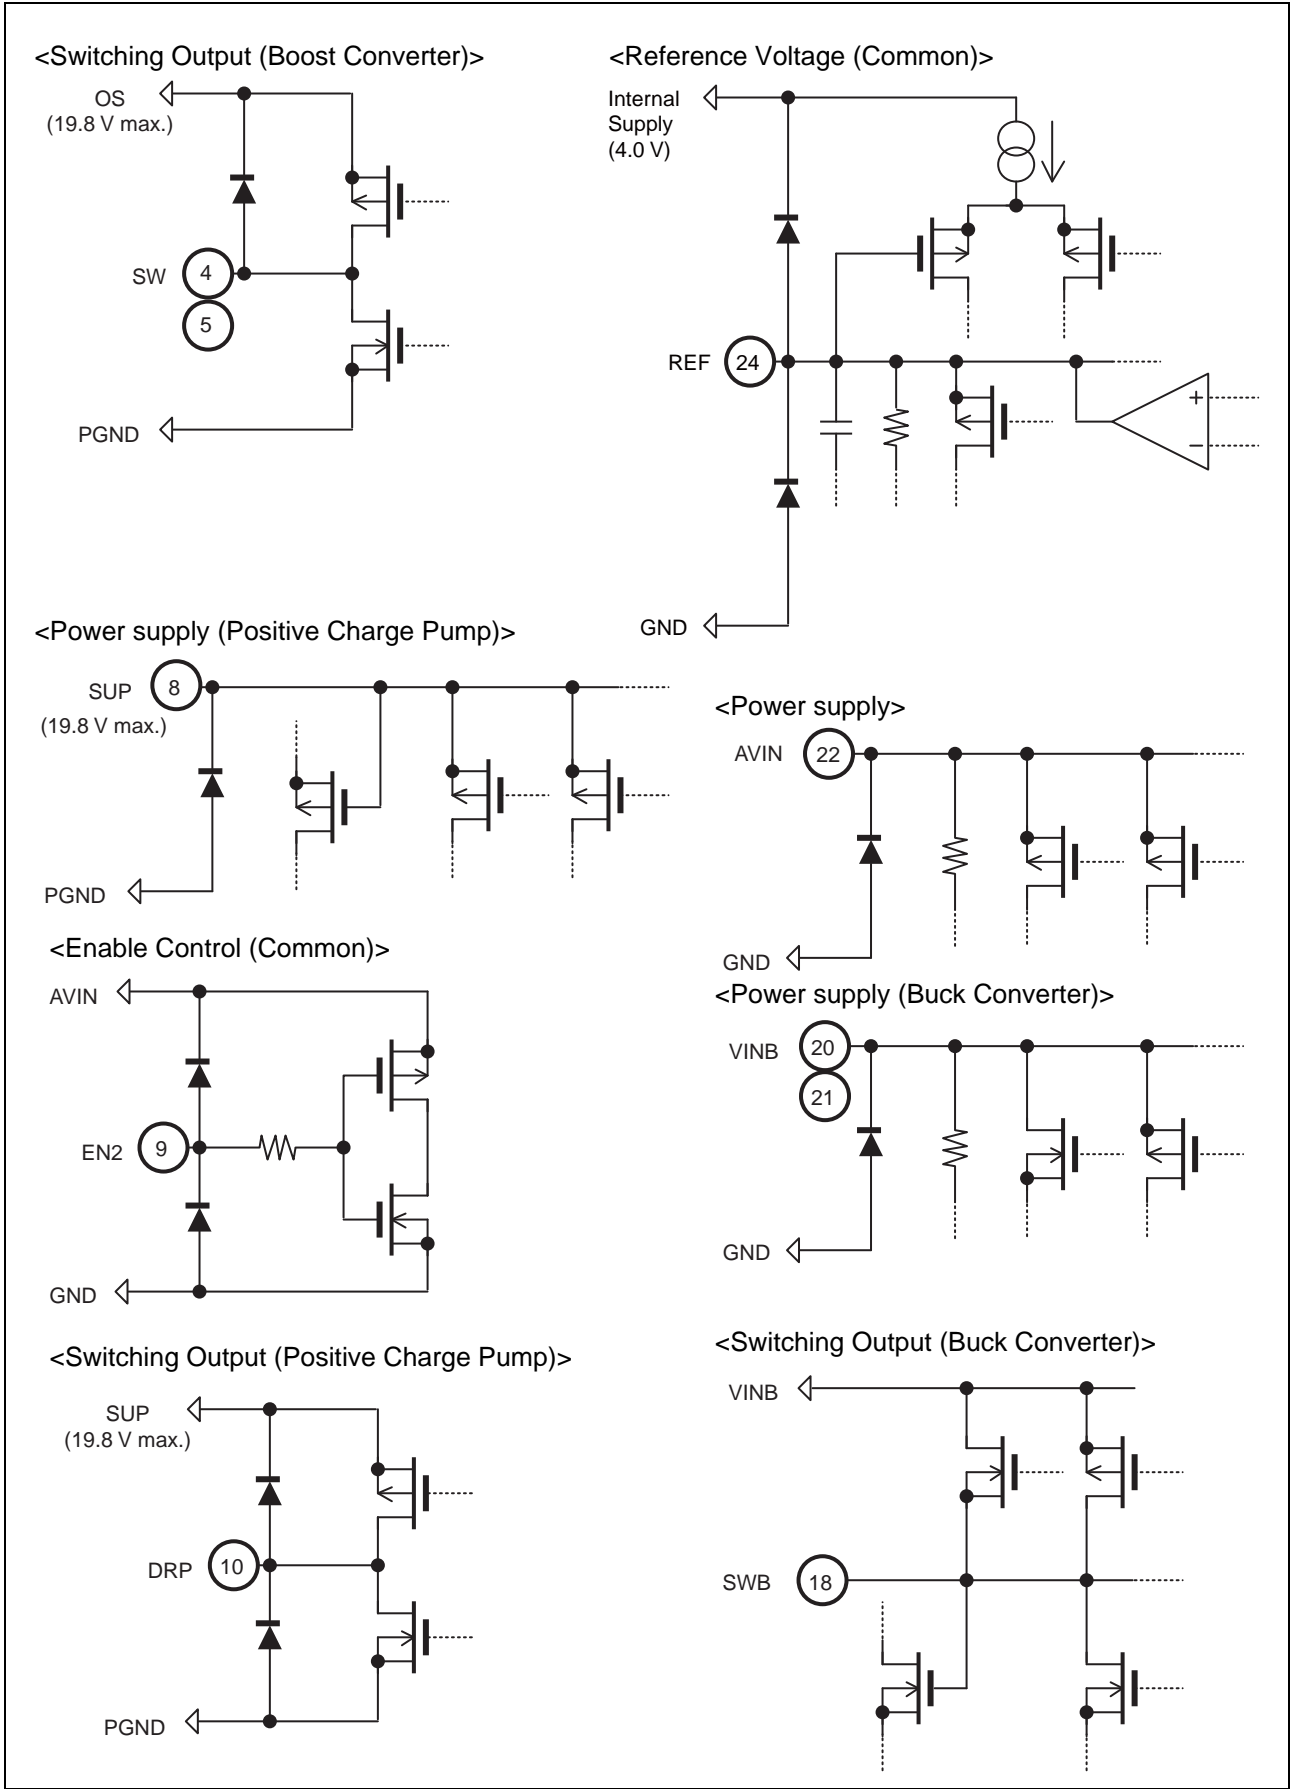 <Switching Output (Boost Converter)>
OS
(19.8 V max.)
SW
4
5
PGND
<Reference Voltage (Common)>
Internal
Supply
(4.0 V)
REF
24
+
−
GND
<Power supply (Positive Charge Pump)>
SUP
8
(19.8 V max.)
PGND
<Power supply>
AVIN
22
GND
<Enable Control (Common)>
AVIN
EN2
9
GND
<Power supply (Buck Converter)>
VINB
20
21
GND
<Switching Output (Positive Charge Pump)>
SUP
(19.8 V max.)
DRP
10
PGND
<Switching Output (Buck Converter)>
VINB
SWB
18